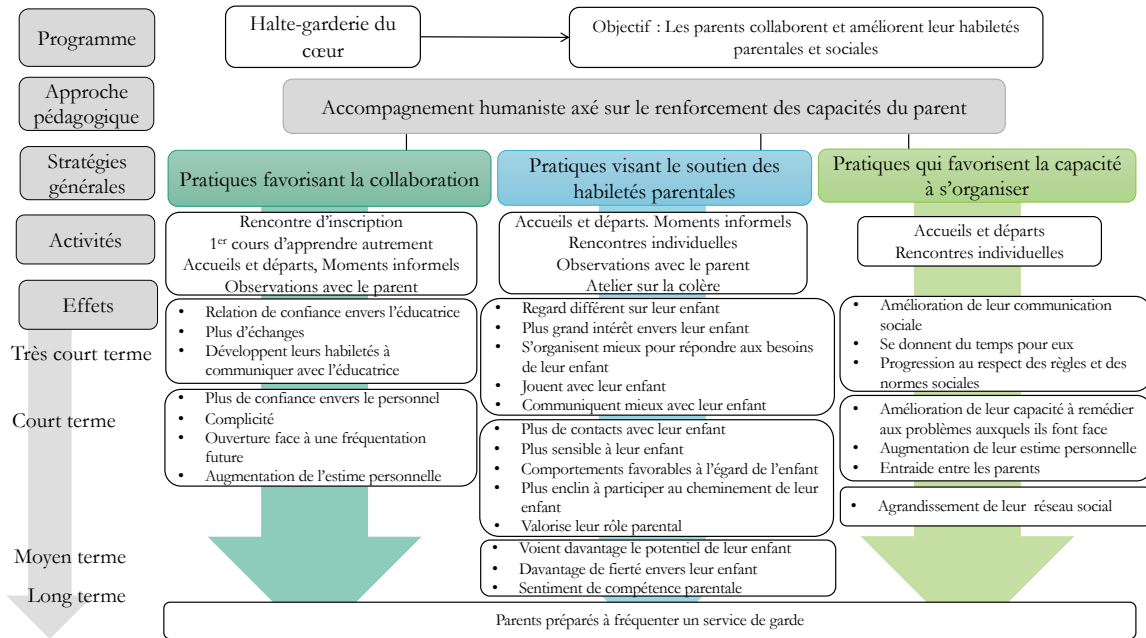 Programme
Halte-garderie du
cœur
Objectif : Les parents collaborent et améliorent leur habiletés
parentales et sociales
Approche
pédagogique
Accompagnement humaniste axé sur le renforcement des capacités du parent
Stratégies
générales
Pratiques favorisant la collaboration
Pratiques visant le soutien des
habiletés parentales
Pratiques qui favorisent la capacité
à s'organiser
Activités
Rencontre d'inscription
1er cours d'apprendre autrement
Accueils et départs, Moments informels
Observations avec le parent
Accueils et départs. Moments informels
Rencontres individuelles
Observations avec le parent
Atelier sur la colère
Accueils et départs
Rencontres individuelles
Effets
Très court terme
• Relation de confiance envers l'éducatrice
• Plus d'échanges
• Développent leurs habiletés à
communiquer avec l'éducatrice
• Regard différent sur leur enfant
• Plus grand intérêt envers leur enfant
• S'organisent mieux pour répondre aux besoins
de leur enfant
• Jouent avec leur enfant
• Communiquent mieux avec leur enfant
• Amélioration de leur communication
sociale
• Se donnent du temps pour eux
• Progression au respect des règles et des
normes sociales
Court terme
• Plus de confiance envers le personnel
• Complicité
• Ouverture face à une fréquentation
future
• Augmentation de l'estime personnelle
• Plus de contacts avec leur enfant
• Plus sensible à leur enfant
• Comportements favorables à l'égard de l'enfant
• Plus enclin à participer au cheminement de leur
enfant
• Valorise leur rôle parental
• Amélioration de leur capacité à remédier
aux problèmes auxquels ils font face
• Augmentation de leur estime personnelle
• Entraide entre les parents
• Agrandissement de leur réseau social
Moyen terme
• Voient davantage le potentiel de leur enfant
• Davantage de fierté envers leur enfant
• Sentiment de compétence parentale
Long terme
Parents préparés à fréquenter un service de garde